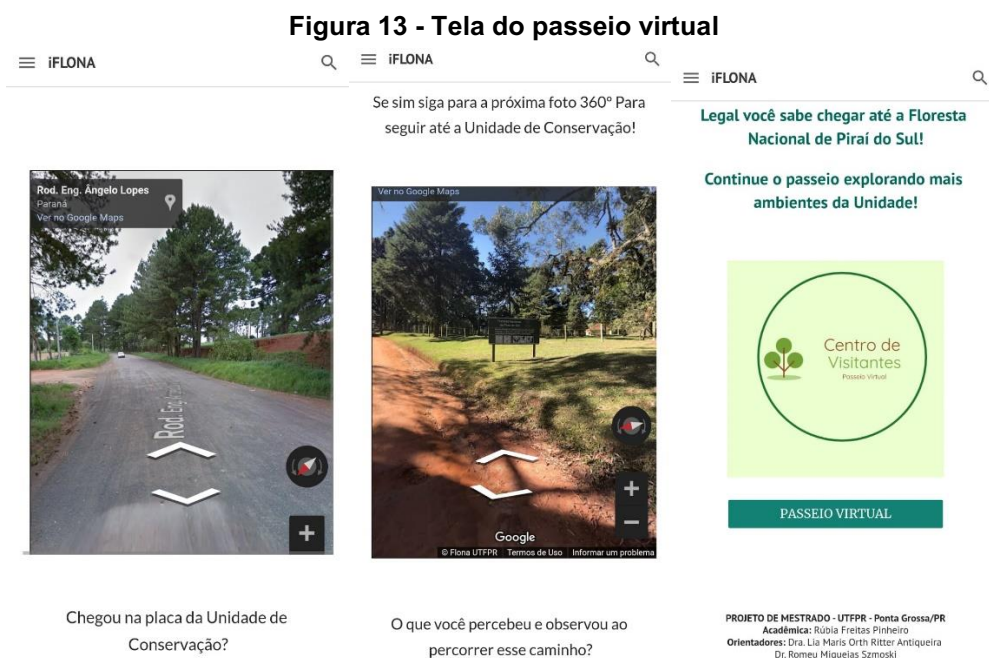 Figura 13 - Tela do passeio virtual
iFLONA
Rod. Eng. Ângelo Lopes
Paraná
Ver no Google Maps
Rod. Eng.
Chegou na placa da Unidade de
Conservação?
iFLONA
Se sim siga para a próxima foto 360º Para
seguir até a Unidade de Conservação!
Ver no Google Maps
Google
© Flona UTFPR Termos de Uso Informar um problema
O que você percebeu e observou ao
percorrer esse caminho?
iFLONA
Legal você sabe chegar até a Floresta
Nacional de Piraí do Sul!
Continue o passeio explorando mais
ambientes da Unidade!
Centro de
Visitantes
Passeio Virtual
PASSEIO VIRTUAL
PROJETO DE MESTRADO - UTFPR - Ponta Grossa/PR
Acadêmica: Rúbia Freitas Pinheiro
Orientadores: Dra. Lia Maris Orth Ritter Antiqueira
Dr. Romeu Miqueias Szmoski